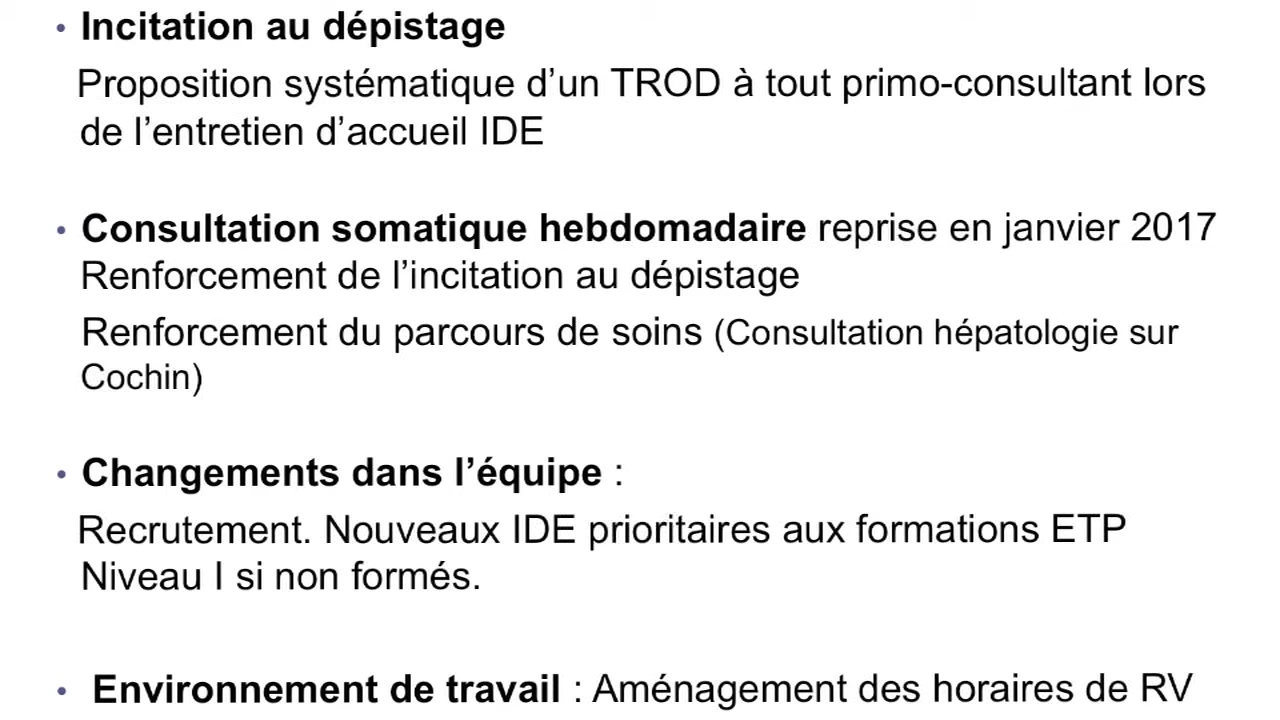 • Incitation au dépistage
Proposition systématique d’un TROD à tout primo-consultant lors
de l’entretien d’accueil IDE
• Consultation somatique hebdomadaire reprise en janvier 2017
Renforcement de l’incitation au dépistage
Renforcement du parcours de soins (Consultation hépatologie sur
Cochin)
• Changements dans l’équipe :
Recrutement. Nouveaux IDE prioritaires aux formations ETP
Niveau I si non formés.
• Environnement de travail : Aménagement des horaires de RV